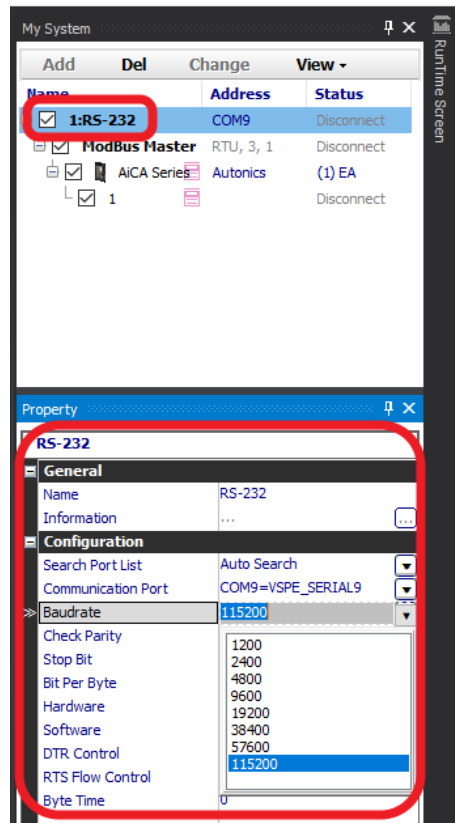 My System
RunTime Screen
Add Del Change View
Name Address Status
1:RS-232 COM9 Disconnect
ModBus Master RTU, 3, 1 Disconnect
AiCA Series Autonics (1) EA
1 Disconnect
Property
RS-232
General
Name RS-232
Information ... ...
Configuration
Search Port List Auto Search
Communication Port COM9=VSPE_SERIAL9
Baudrate 115200
Check Parity
Stop Bit
Bit Per Byte
Hardware
Software
DTR Control
RTS Flow Control
1200
2400
4800
9600
19200
38400
57600
115200
Byte Time 0